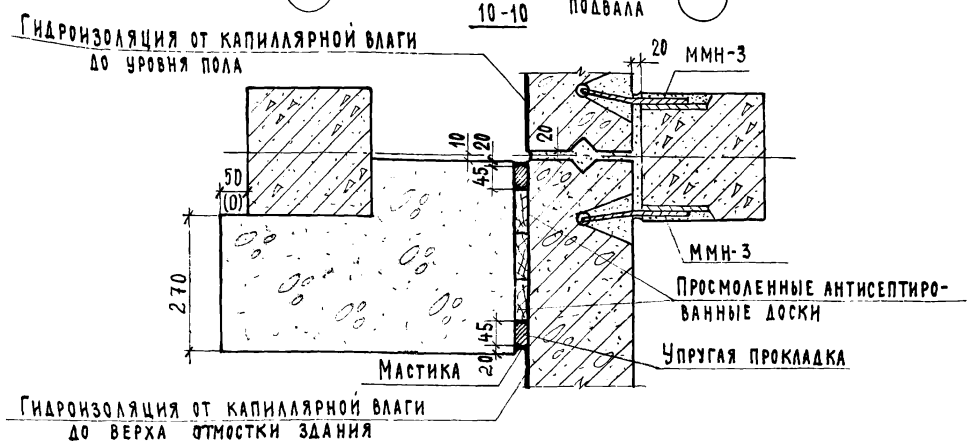 10-10
ПОДВАЛА
ГИДРОИЗОЛЯЦИЯ ОТ КАПИЛЛЯРНОЙ ВЛАГИ
ДО УРОВНЯ ПОЛА
20
ММН-3
10
20
20
45
50
(0)
270
ММН-3
ПРОСМОЛЕННЫЕ АНТИСЕПТИРО-
ВАННЫЕ ДОСКИ
45
УПРУГАЯ ПРОКЛАДКА
20
МАСТИКА
ГИДРОИЗОЛЯЦИЯ ОТ КАПИЛЛЯРНОЙ ВЛАГИ
ДО ВЕРХА ОТМОСТКИ ЗДАНИЯ